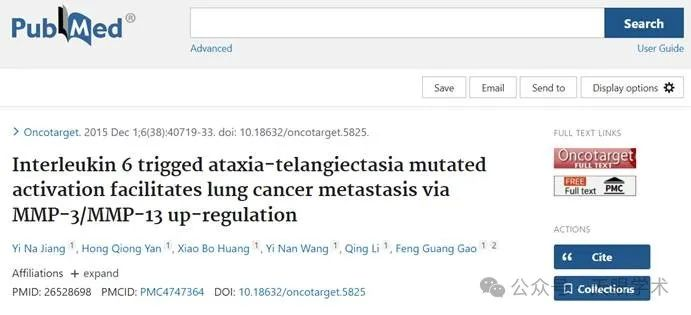 PubMed®
Search
Advanced
User Guide
Save
Email
Send to
Display options
> Oncotarget. 2015 Dec 1;6(38):40719-33. doi: 10.18632/oncotarget.5825.
Interleukin 6 trigged ataxia-telangiectasia mutated
activation facilitates lung cancer metastasis via
MMP-3/MMP-13 up-regulation
Yi Na Jiang 1, Hong Qiong Yan 1, Xiao Bo Huang 1, Yi Nan Wang 1, Qing Li 1, Feng Guang Gao 1 2
Affiliations + expand
PMID: 26528698 PMCID: PMC4747364 DOI: 10.18632/oncotarget.5825
FULL TEXT LINKS
Oncotarget
FULL TEXT
FREE
Full text
PMC
ACTIONS
Cite
Collections
公众号
学术